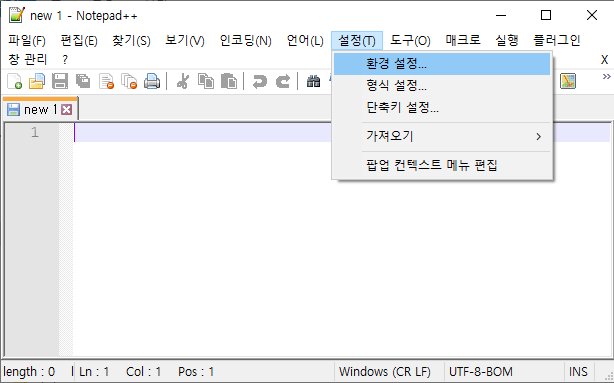 new 1 - Notepad++
파일(F) 편집(E) 찾기(S) 보기(V) 인코딩(N) 언어(L) 설정(T) 도구(O) 매크로 실행 플러그인
창 관리 ? X
환경 설정...
형식 설정...
단축키 설정...
가져오기
팝업 컨텍스트 메뉴 편집
new 1
1
length : 0 l Ln : 1 Col : 1 Pos : 1 Windows (CR LF) UTF-8-BOM INS